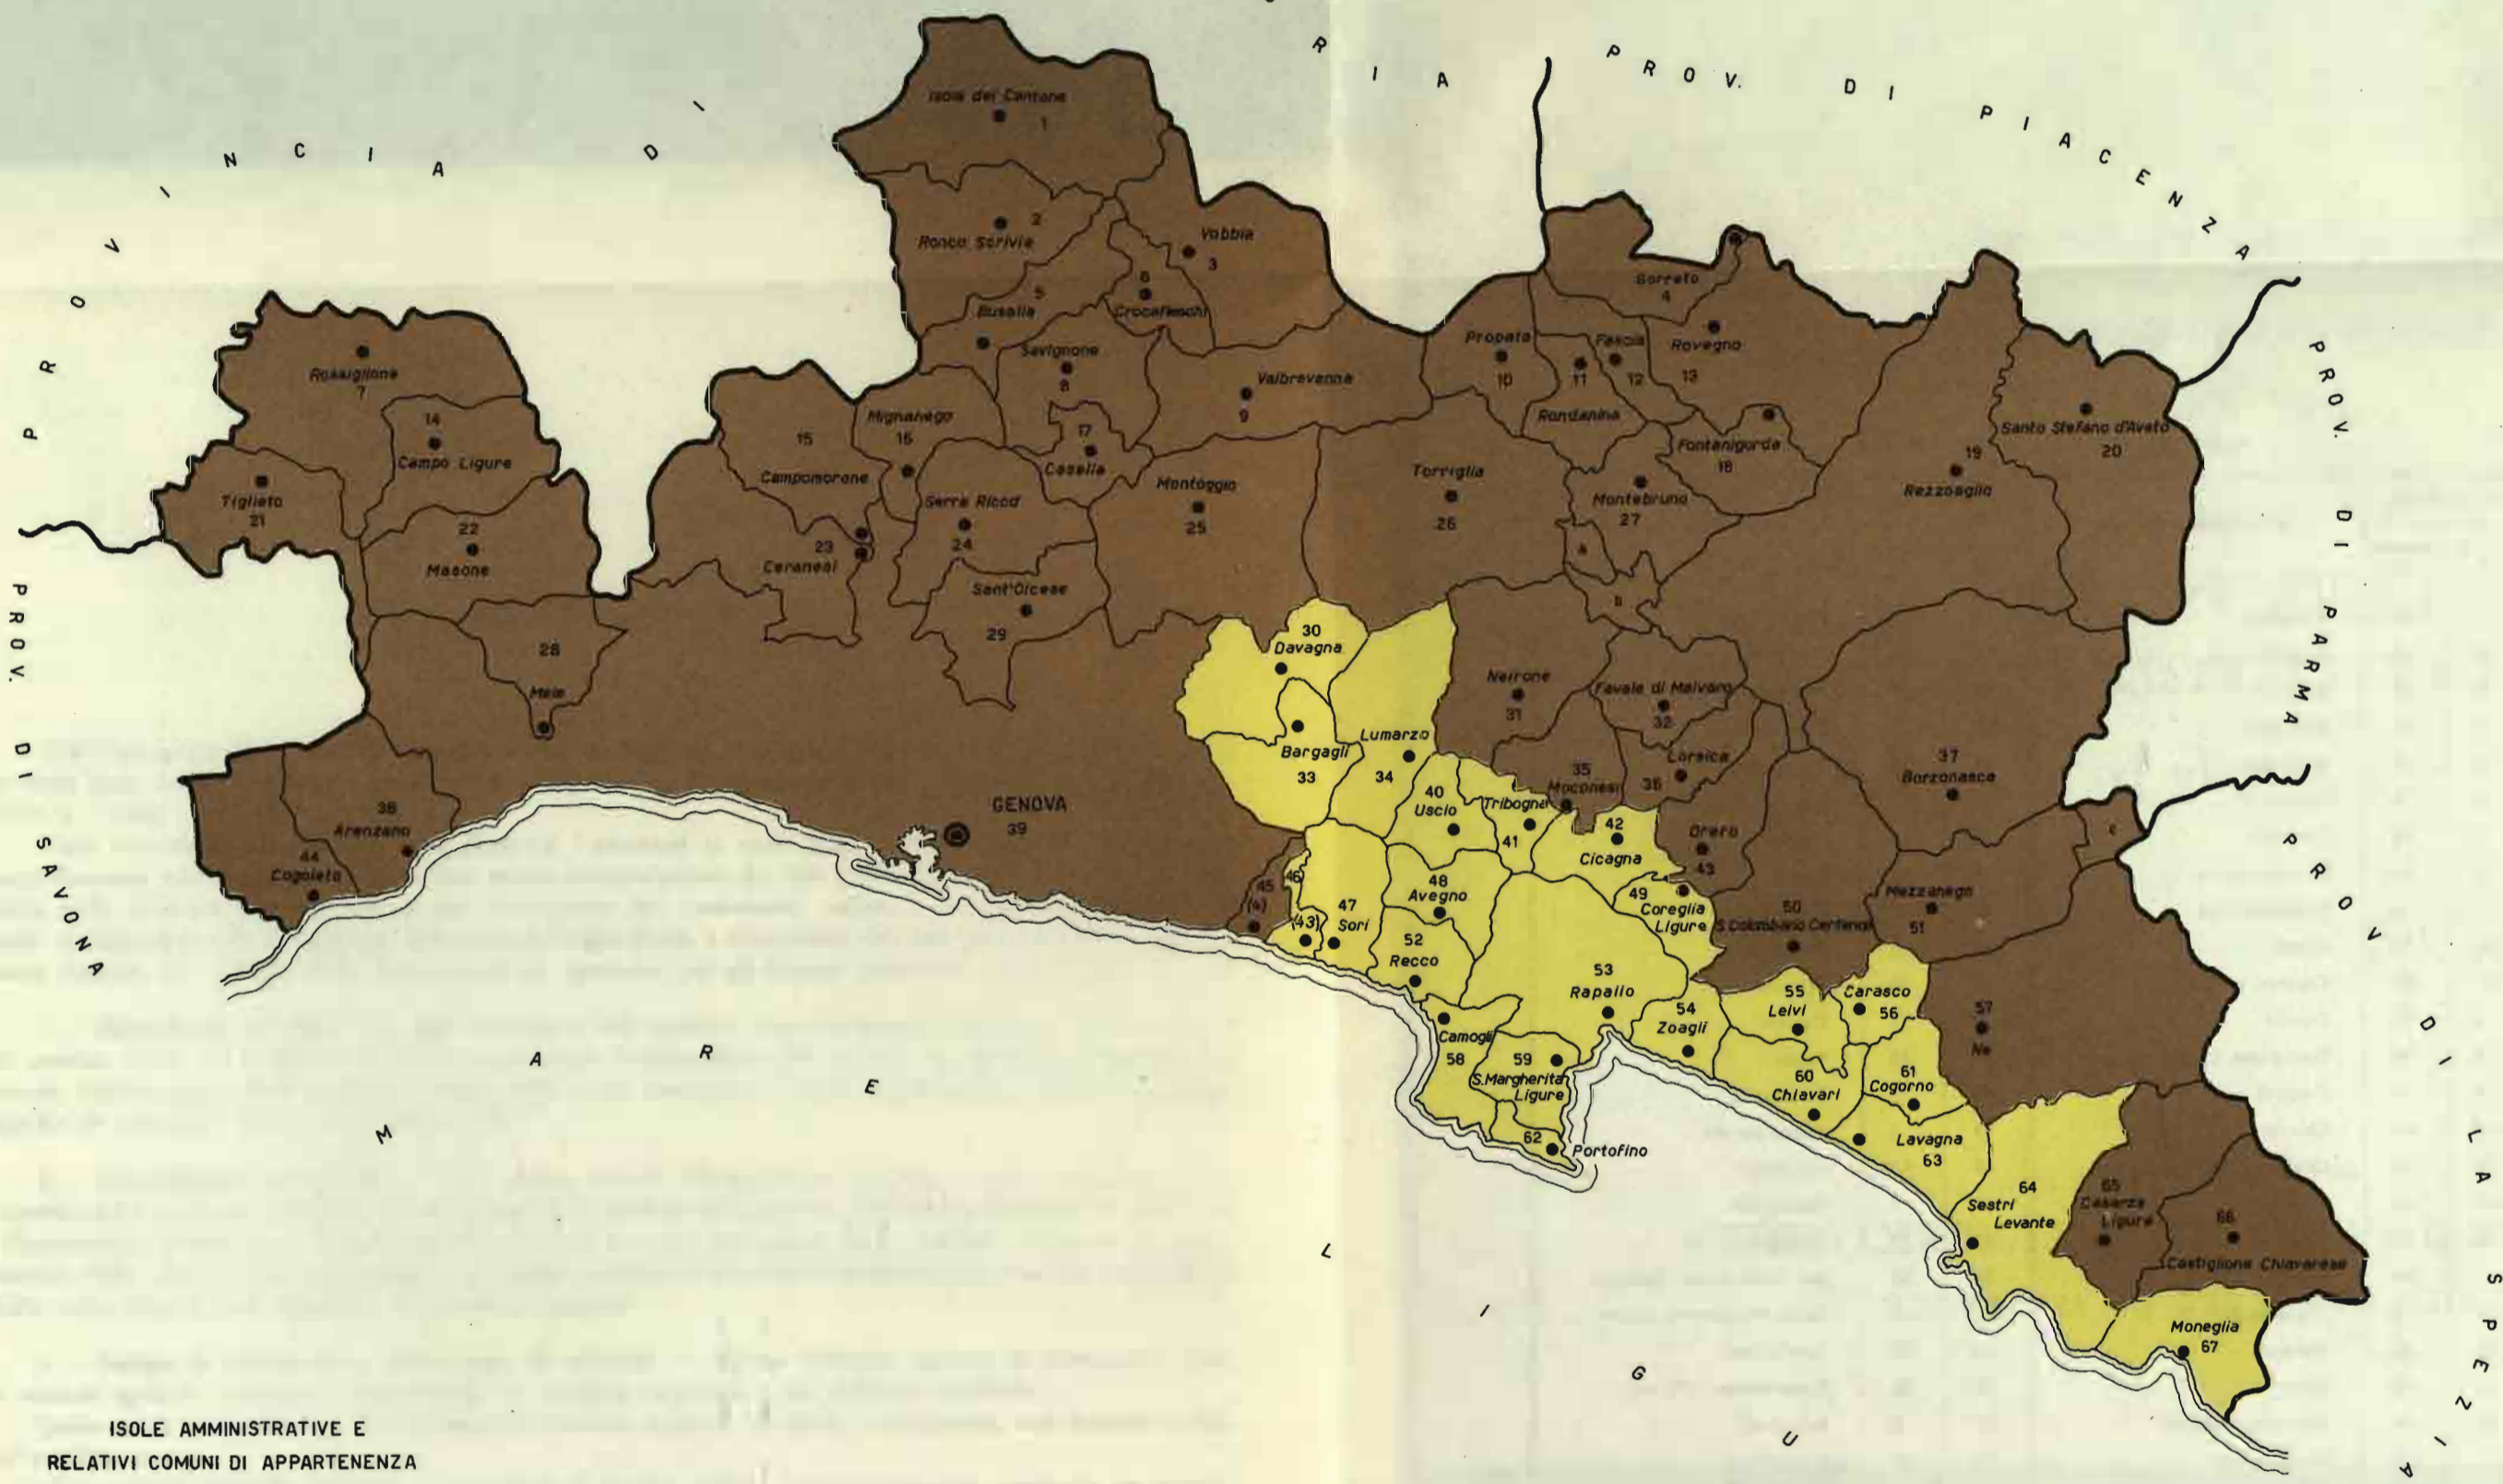 PROVINCIA DI
RIA
PROV. DI PIACENZA
PROV. DI PARMA
PROV. DI LA SPEZIA
PROV. DI SAVONA
MAR LIGU
Isola del Cantone
1
2
Ronco Scrivia
Vobbia
3
Gorreto
4
5
Busalla
6
Crocefieschi
Rossiglione
7
Savignone
8
Valbrevenna
9
Propata
10
11
Rondanina
Fascia
12
Rovegno
13
14
Campo Ligure
15
Campomorone
Mignanego
16
17
Casella
Fontanigorda
18
19
Rezzoaglio
Santo Stefano d'Aveto
20
Tiglieto
21
22
Masone
23
Ceranesi
Serra Ricco'
24
Montoggio
25
Torriglia
26
Montebruno
27
A
B
28
Mele
Sant'Olcese
29
30
Davagna
Neirone
31
Favale di Malvaro
32
Bargagli
33
Lumarzo
34
35
Moconesi
Lorsica
36
37
Borzonasca
C
38
Arenzano
GENOVA
39
40
Uscio
Tribogna
41
42
Cicagna
Orero
43
44
Cogoleto
45
46
(43)
47
Sori
48
Avegno
49
Coreglia
Ligure
50
S. Colombano Certenoli
Mezzanego
51
52
Recco
53
Rapallo
54
Zoagli
55
Leivi
Carasco
56
57
Ne
Camogli
58
59
S.Margherita
Ligure
60
Chiavari
61
Cogorno
62
Portofino
Lavagna
63
64
Sestri
Levante
65
Casarza
Ligure
66
Castiglione Chiavarese
Moneglia
67
ISOLE AMMINISTRATIVE E
RELATIVI COMUNI DI APPARTENENZA